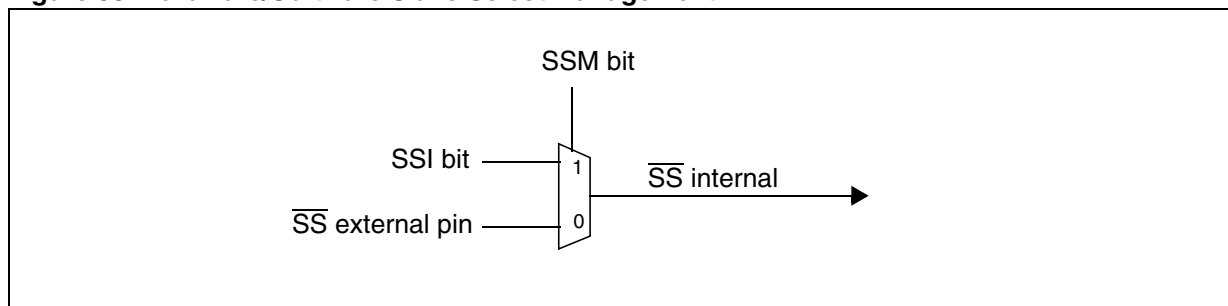 SSM bit
SSI bit
1
SS internal
SS external pin
0